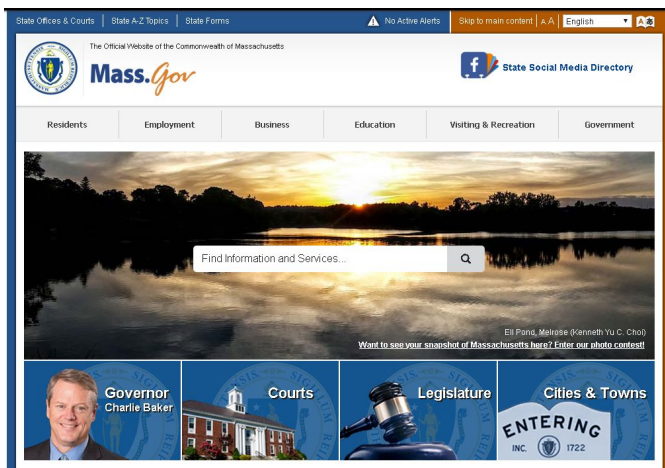 State Offices & Courts State A-Z Topics State Forms No Active Alerts Skip to main content A A English
The Official Website of the Commonwealth of Massachusetts
Mass.Gov
State Social Media Directory
Residents Employment Business Education Visiting & Recreation Government
Find Information and Services...
Ell Pond, Melrose (Kenneth Yu C. Choi)
Want to see your snapshot of Massachusetts here? Enter our photo contest!
Governor Courts Legislature Cities & Towns
Charlie Baker
ENTERING
INC. 1722